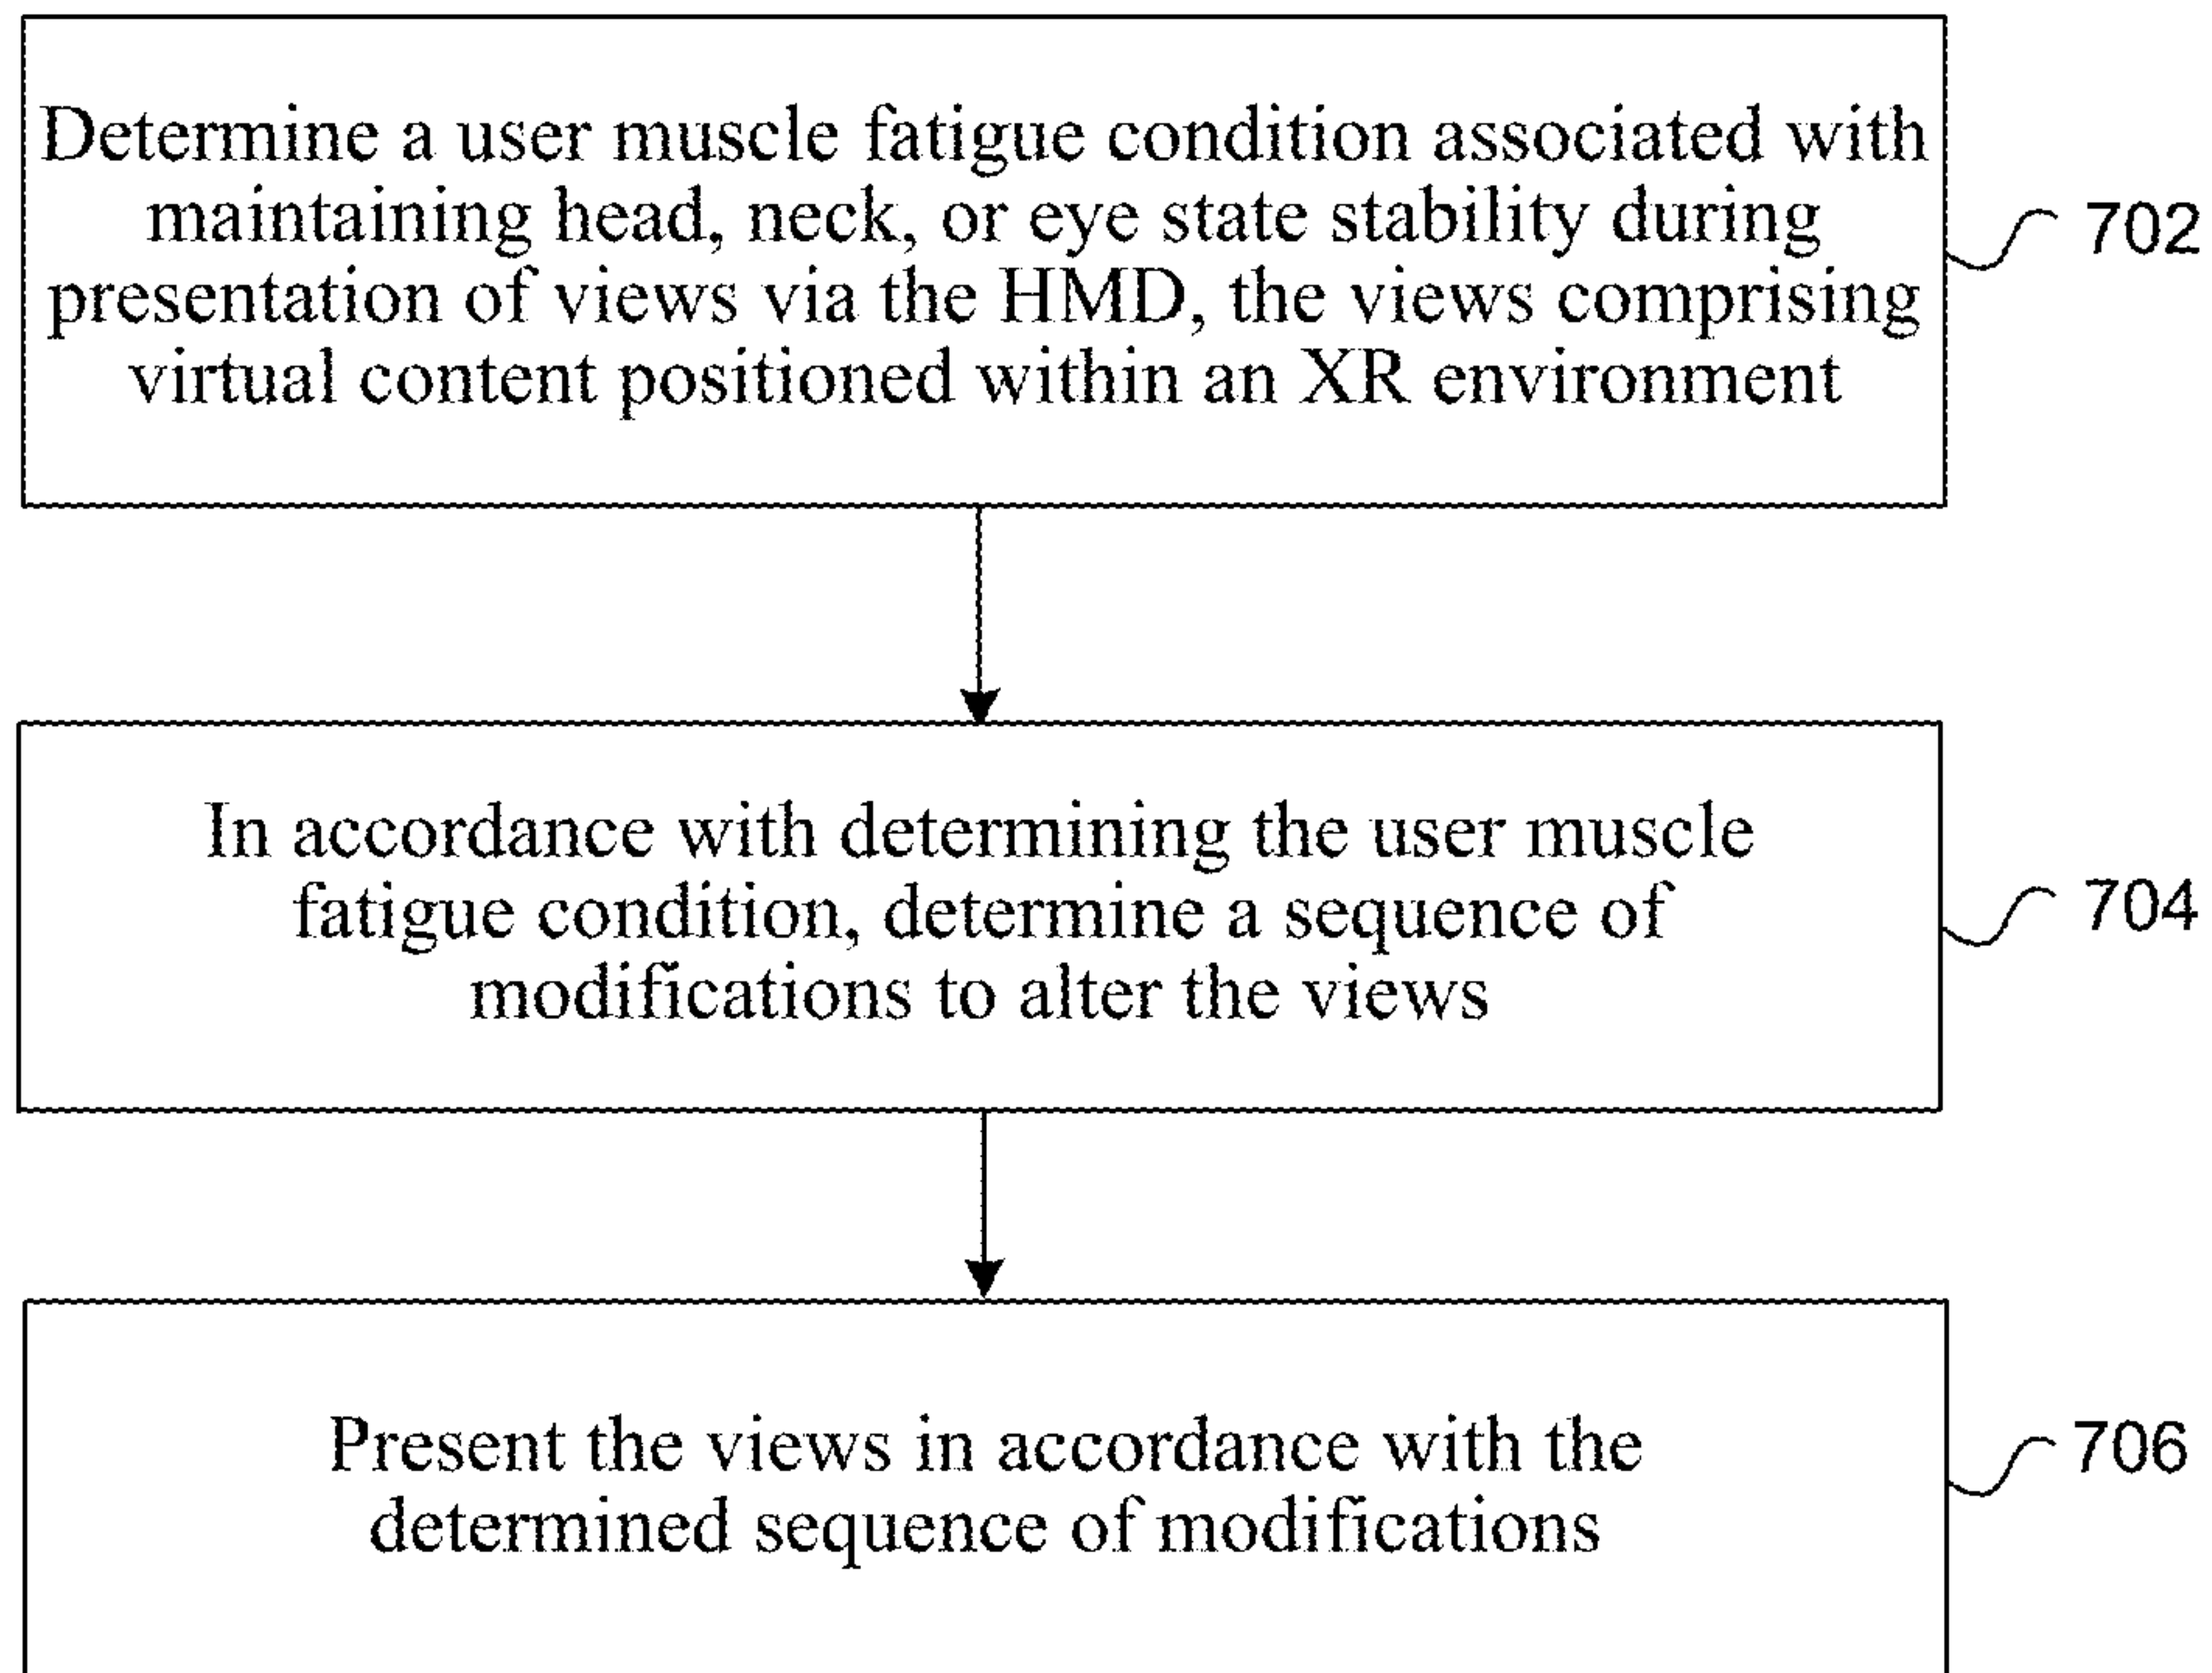 Determine a user muscle fatigue condition associated with
maintaining head, neck, or eye state stability during
presentation of views via the HMD, the views comprising
virtual content positioned within an XR environment
702
In accordance with determining the user muscle
fatigue condition, determine a sequence of
modifications to alter the views
704
Present the views in accordance with the
determined sequence of modifications
706